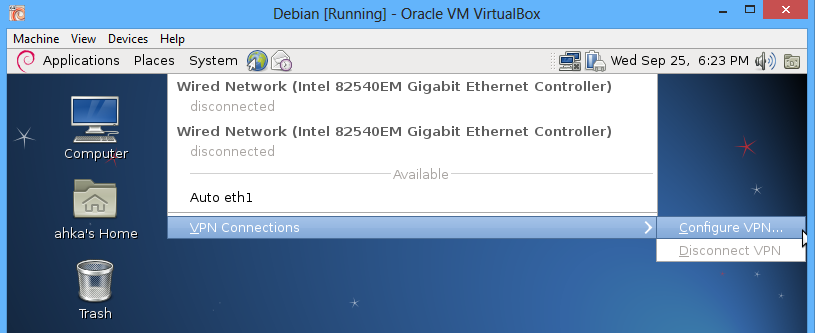 Debian [Running] - Oracle VM VirtualBox
Machine View Devices Help
Applications Places System Wed Sep 25, 6:23 PM
Wired Network (Intel 82540EM Gigabit Ethernet Controller)
disconnected
Wired Network (Intel 82540EM Gigabit Ethernet Controller)
disconnected
Available
Auto eth1
VPN Connections
Configure VPN...
Disconnect VPN
Computer
ahka's Home
Trash